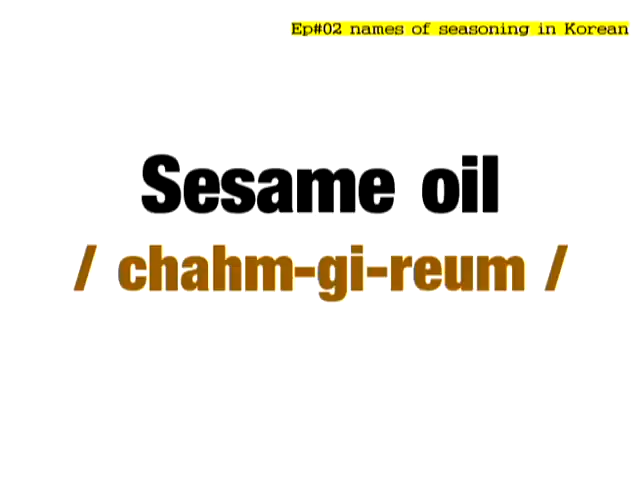 Ep#02 names of seasoning in Korean
Sesame oil
/ chahm-gi-reum /